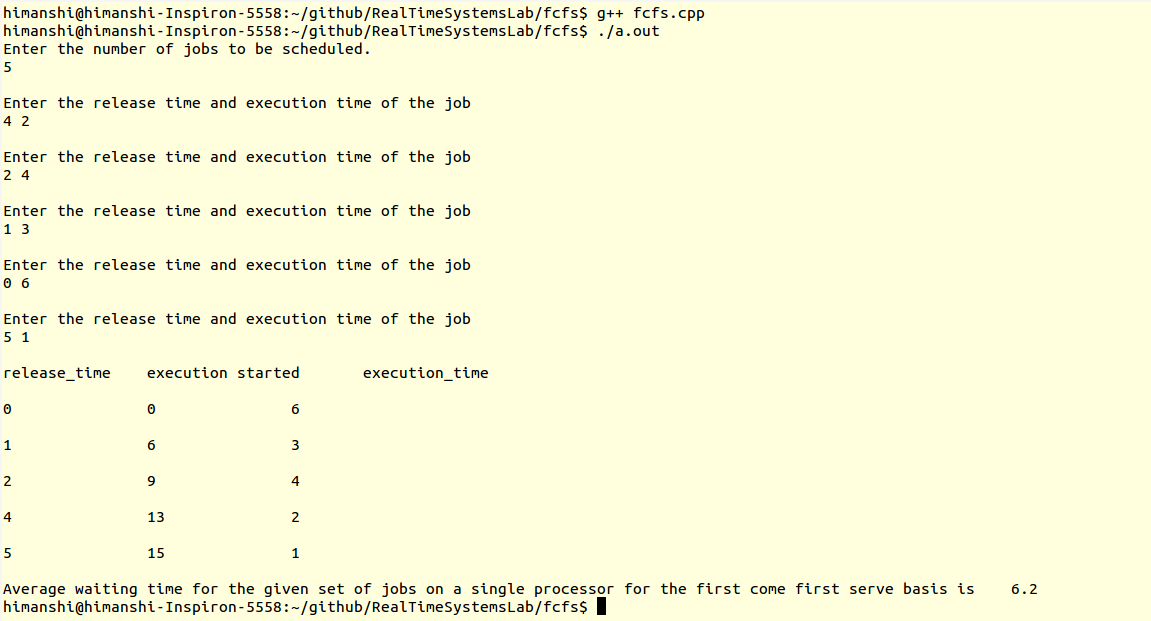 himanshi@himanshi-Inspiron-5558:~/github/RealTimeSystemsLab/fcfs$ g++ fcfs.cpp
himanshi@himanshi-Inspiron-5558:~/github/RealTimeSystemsLab/fcfs$ ./a.out
Enter the number of jobs to be scheduled.
5
Enter the release time and execution time of the job
4 2
Enter the release time and execution time of the job
2 4
Enter the release time and execution time of the job
1 3
Enter the release time and execution time of the job
0 6
Enter the release time and execution time of the job
5 1
release_time    execution started       execution_time
0               0               6
1               6               3
2               9               4
4               13              2
5               15              1
Average waiting time for the given set of jobs on a single processor for the first come first serve basis is    6.2
himanshi@himanshi-Inspiron-5558:~/github/RealTimeSystemsLab/fcfs$